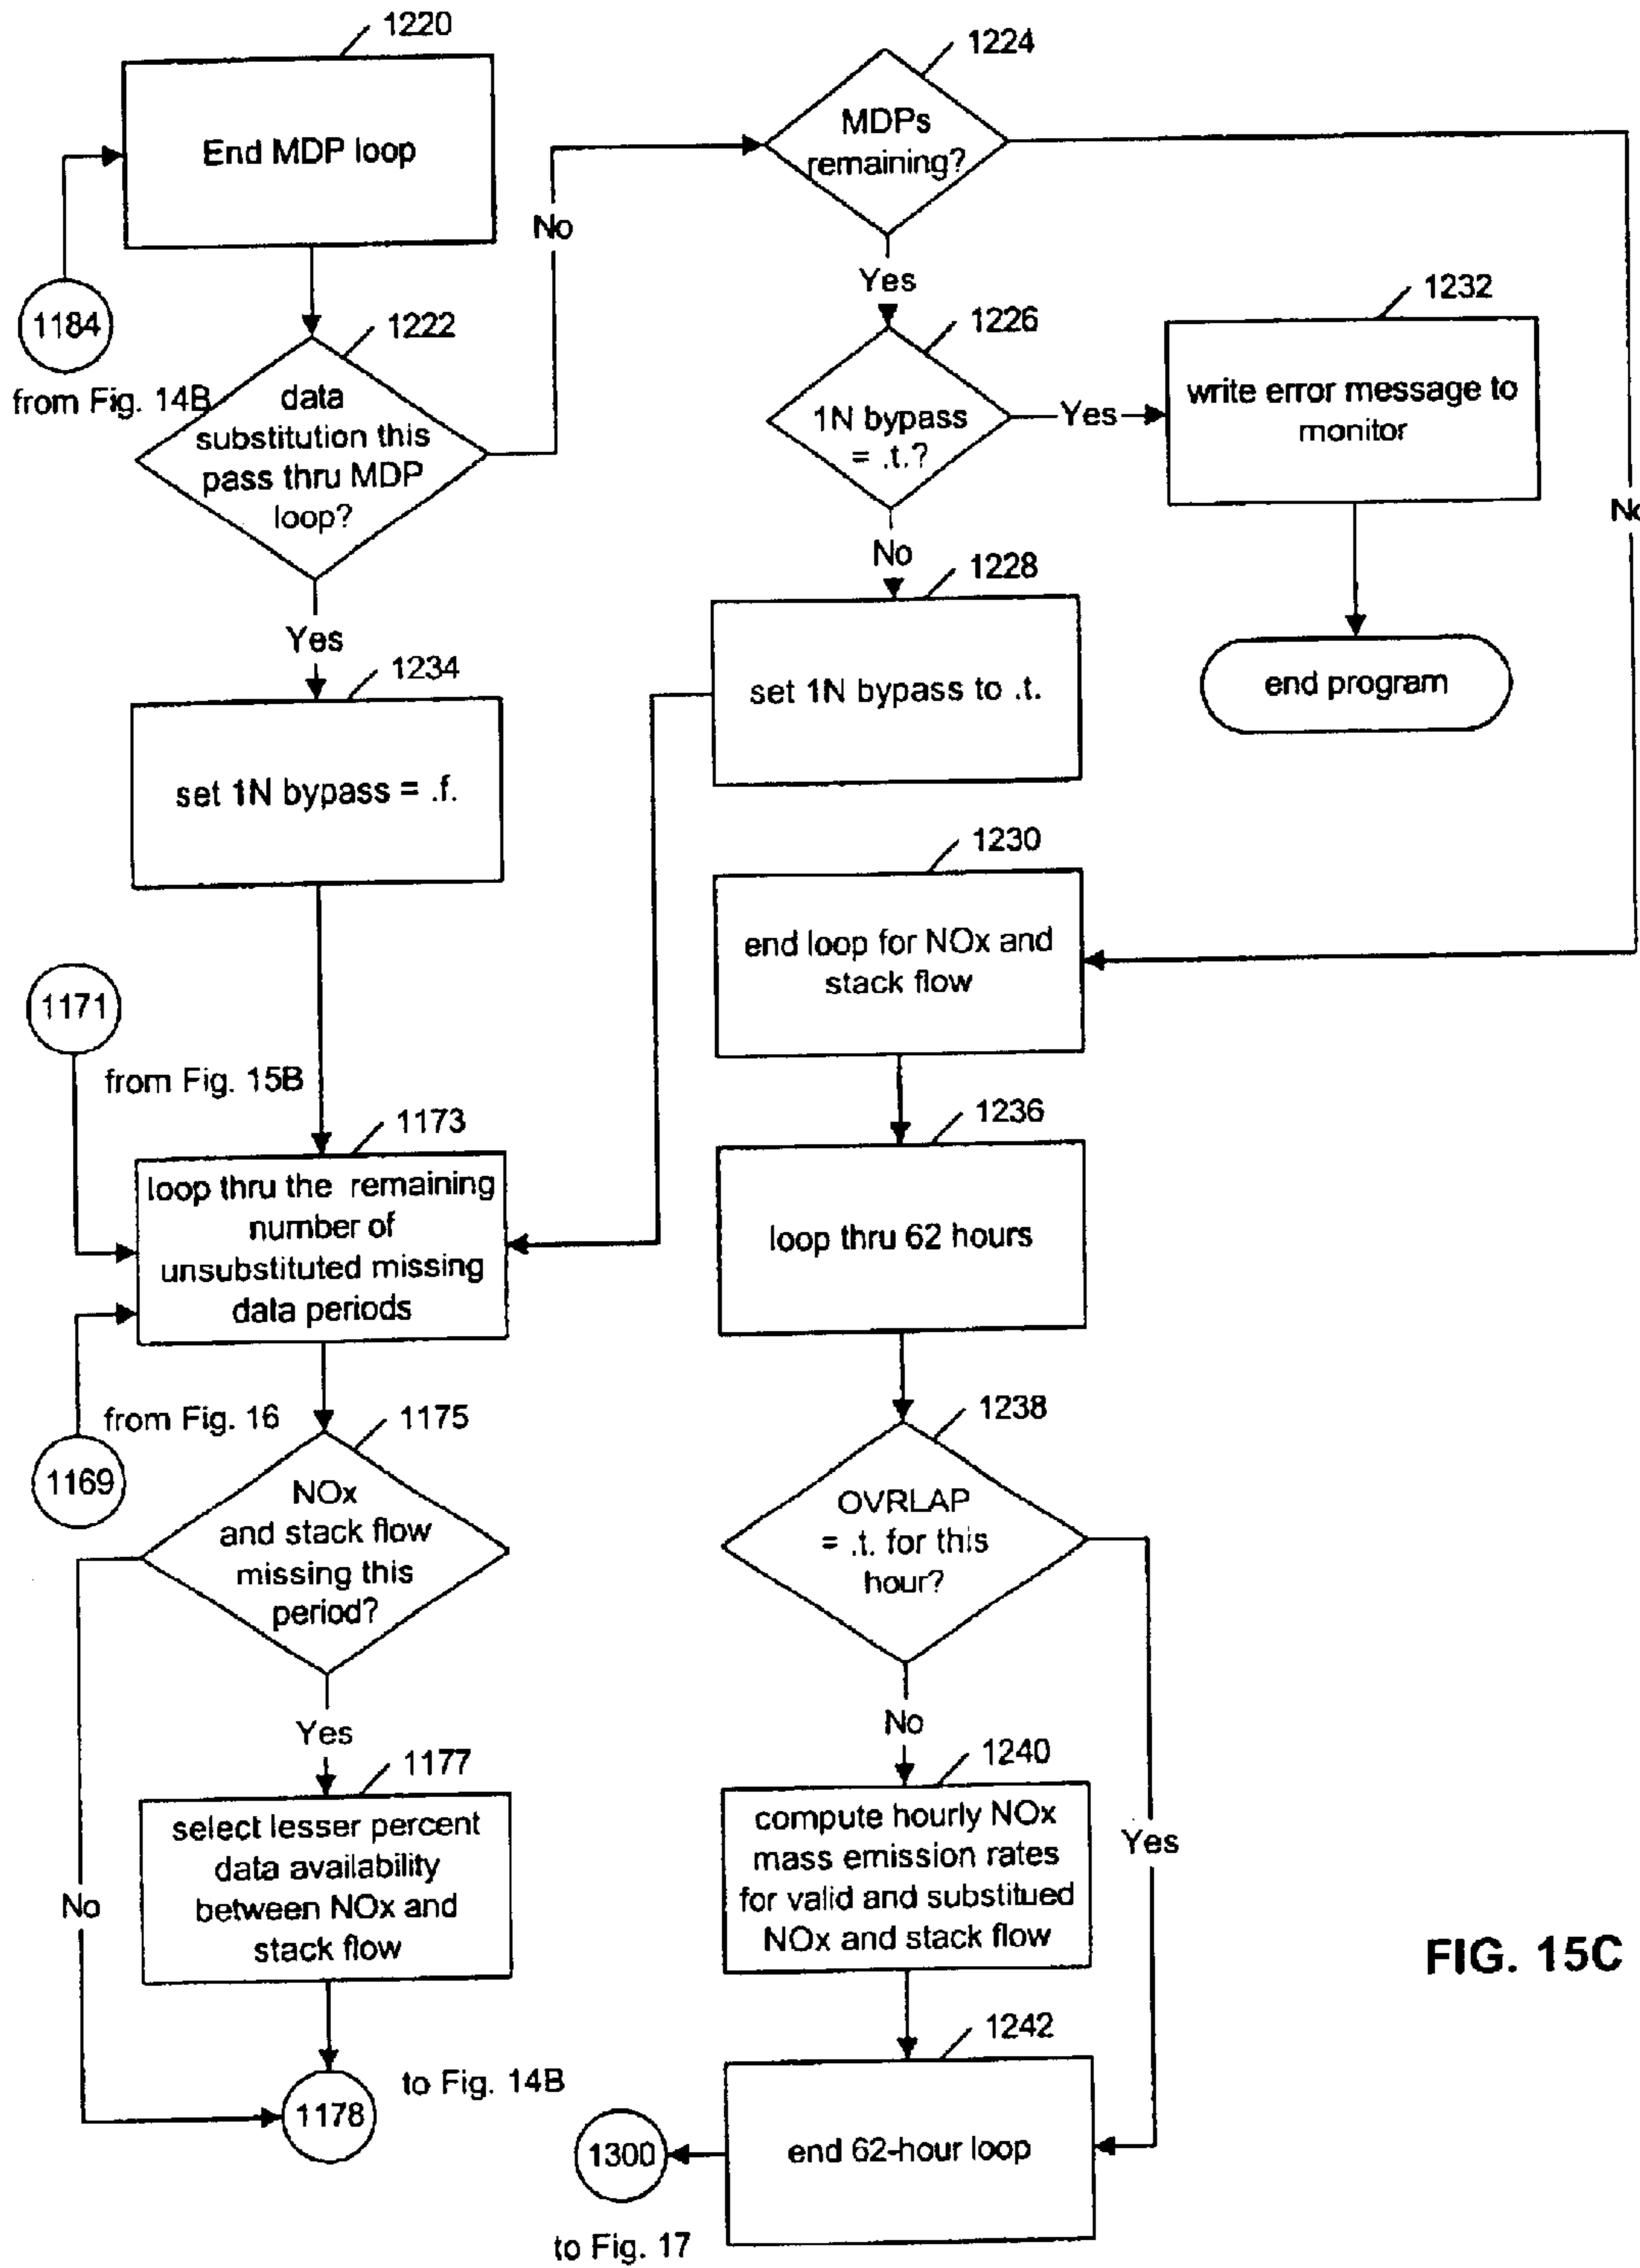 1220
End MDP loop
1184
from Fig. 14B
1222
data
substitution this
pass thru MDP
loop?
No
Yes
1234
set 1N bypass = .f.
1171
from Fig. 15B
1173
loop thru the remaining
number of
unsubstituted missing
data periods
from Fig. 16
1169
1175
NOx
and stack flow
missing this
period?
No
Yes
1177
select lesser percent
data availability
between NOx and
stack flow
1178
to Fig. 14B
1224
MDPs
remaining?
No
Yes
1226
1N bypass
= .t.?
Yes
1232
write error message to
monitor
end program
No
1228
set 1N bypass to .t.
1230
end loop for NOx and
stack flow
1236
loop thru 62 hours
1238
OVRLAP
= .t. for this
hour?
No
Yes
1240
compute hourly NOx
mass emission rates
for valid and substitued
NOx and stack flow
1242
end 62-hour loop
1300
to Fig. 17
FIG. 15C